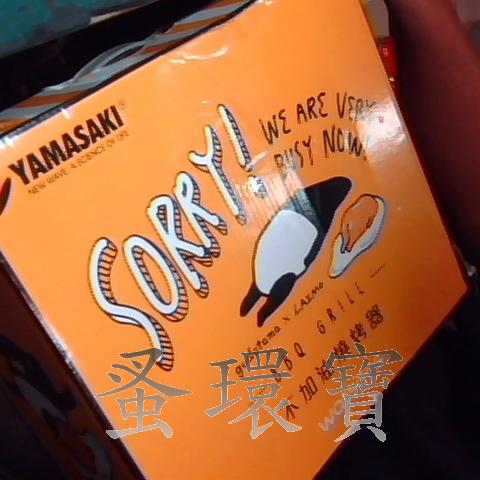 YAMASAKI®
NEW WAVE. A SCIENCE OF LIFE
SORRY!
WE ARE VERY
BUSY NOW!
gudetama × LAIMO
BBQ GRILL
不加油燒烤器
蚤環寶